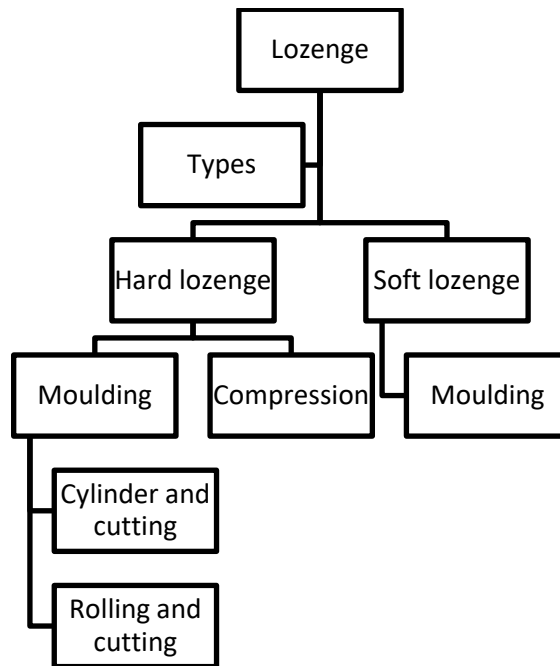 Lozenge
Types
Hard lozenge
Soft lozenge
Moulding
Compression
Moulding
Cylinder and
cutting
Rolling and
cutting